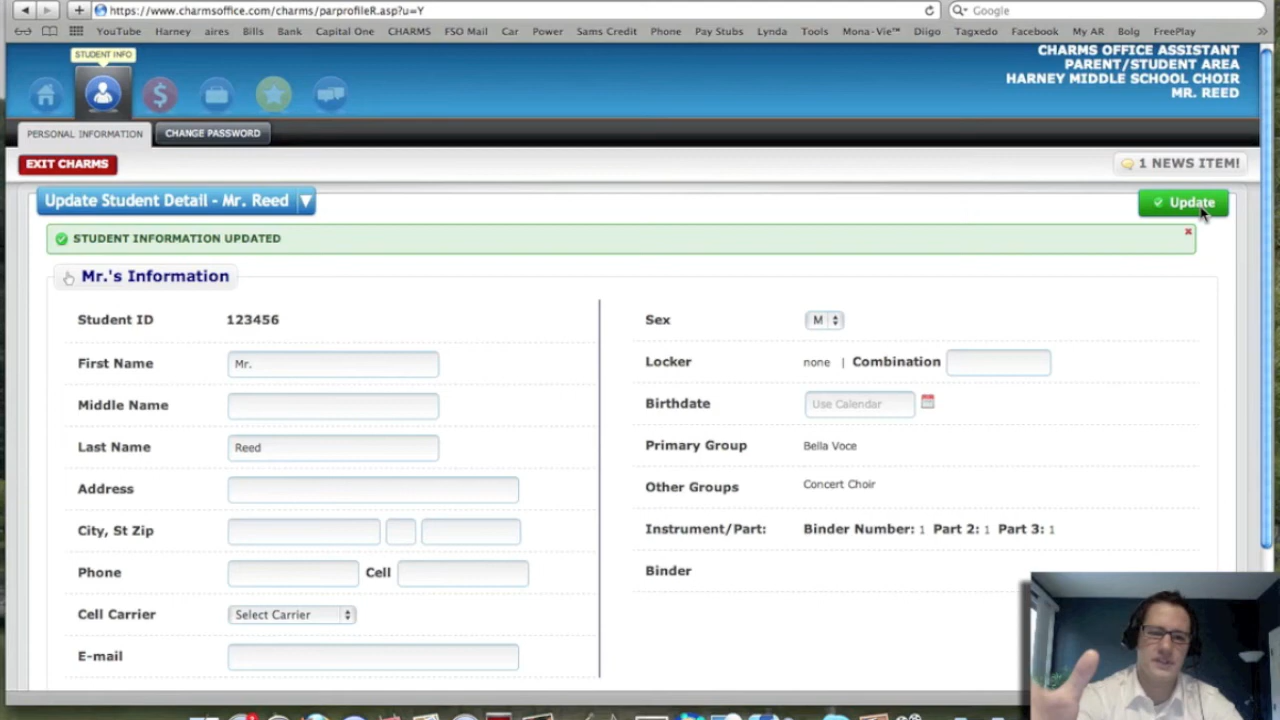 https://www.charmsoffice.com/charms/parprofileR.asp?u=Y
Google
YouTube Harney aires Bills Bank Capital One CHARMS FSO Mail Car Power Sams Credit Phone Pay Stubs Lynda Tools Mona-Vie™ Diigo Tagxedo Facebook My AR Bolg FreePlay
STUDENT INFO
CHARMS OFFICE ASSISTANT
PARENT/STUDENT AREA
HARNEY MIDDLE SCHOOL CHOIR
MR. REED
PERSONAL INFORMATION CHANGE PASSWORD
EXIT CHARMS
1 NEWS ITEM!
Update Student Detail - Mr. Reed
Update
STUDENT INFORMATION UPDATED
Mr.'s Information
Student ID 123456
First Name Mr.
Middle Name
Last Name Reed
Address
City, St Zip
Phone Cell
Cell Carrier Select Carrier
E-mail
Sex M
Locker none | Combination
Birthdate Use Calendar
Primary Group Bella Voce
Other Groups Concert Choir
Instrument/Part: Binder Number: 1 Part 2: 1 Part 3: 1
Binder